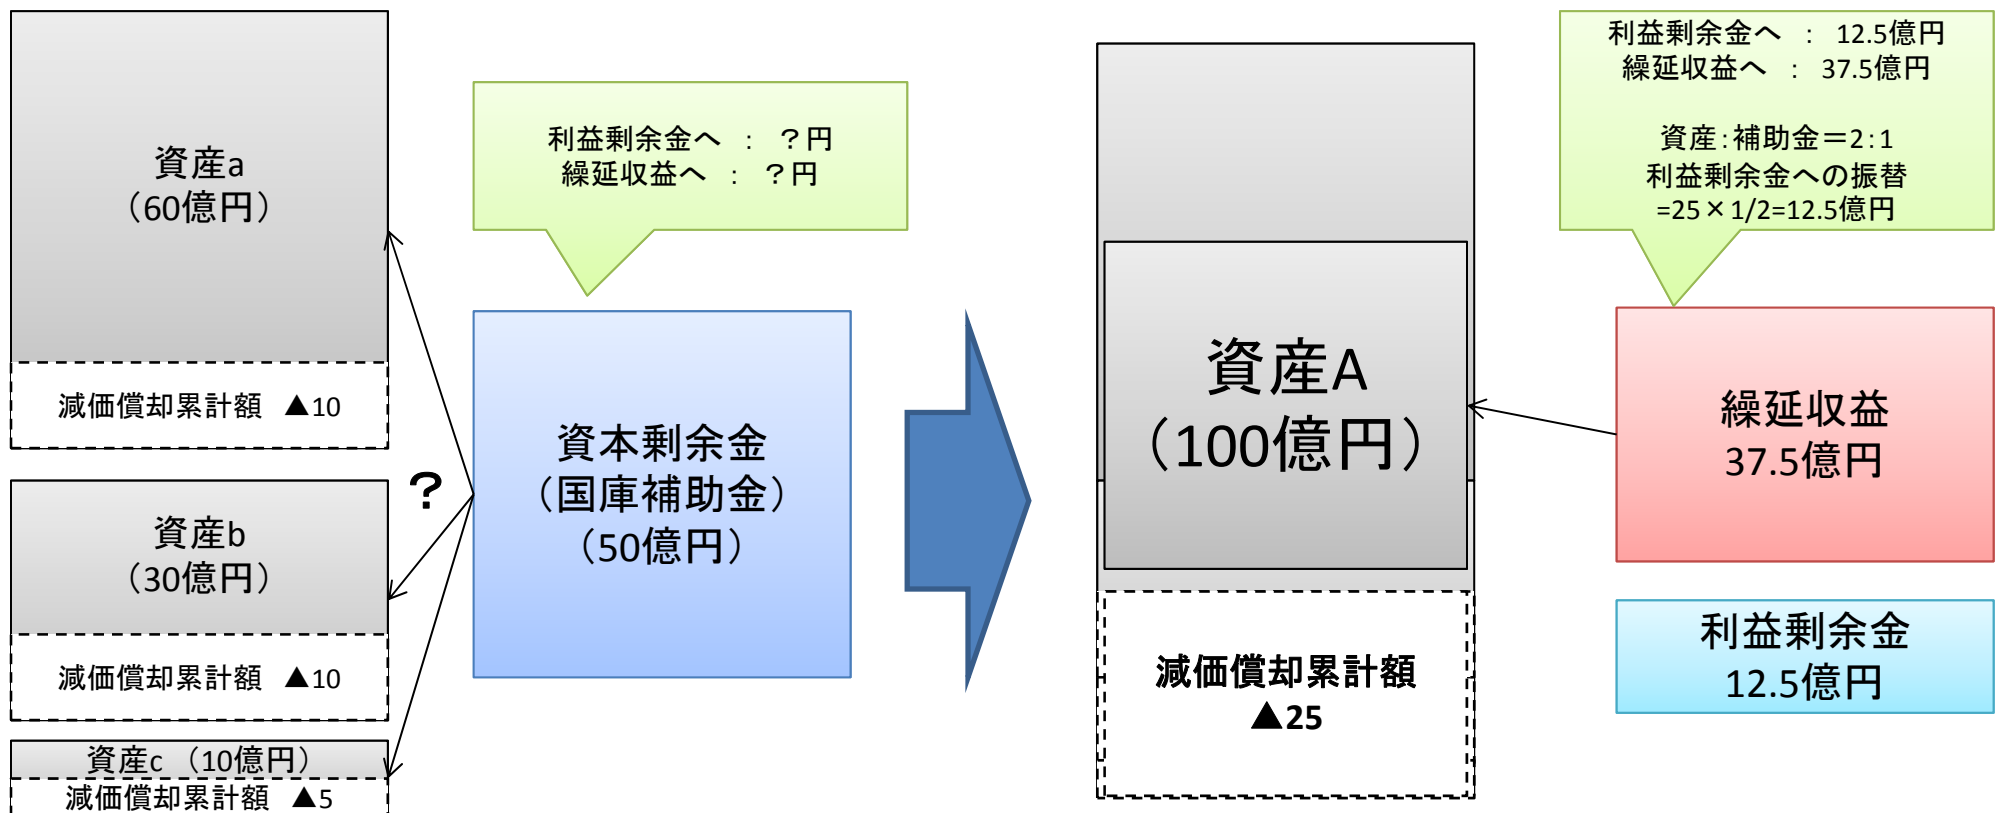 資産a
（60億円）
減価償却累計額　▲10
資産b
（30億円）
減価償却累計額　▲10
資産c （10億円）
減価償却累計額　▲5
？
利益剰余金へ　：　？円
繰延収益へ　：　？円
資本剰余金
（国庫補助金）
（50億円）
資産A
（100億円）
減価償却累計額
▲25
利益剰余金へ　：　12.5億円
繰延収益へ　：　37.5億円
資産：補助金＝2：1
利益剰余金への振替
=25×1/2=12.5億円
繰延収益
37.5億円
利益剰余金
12.5億円